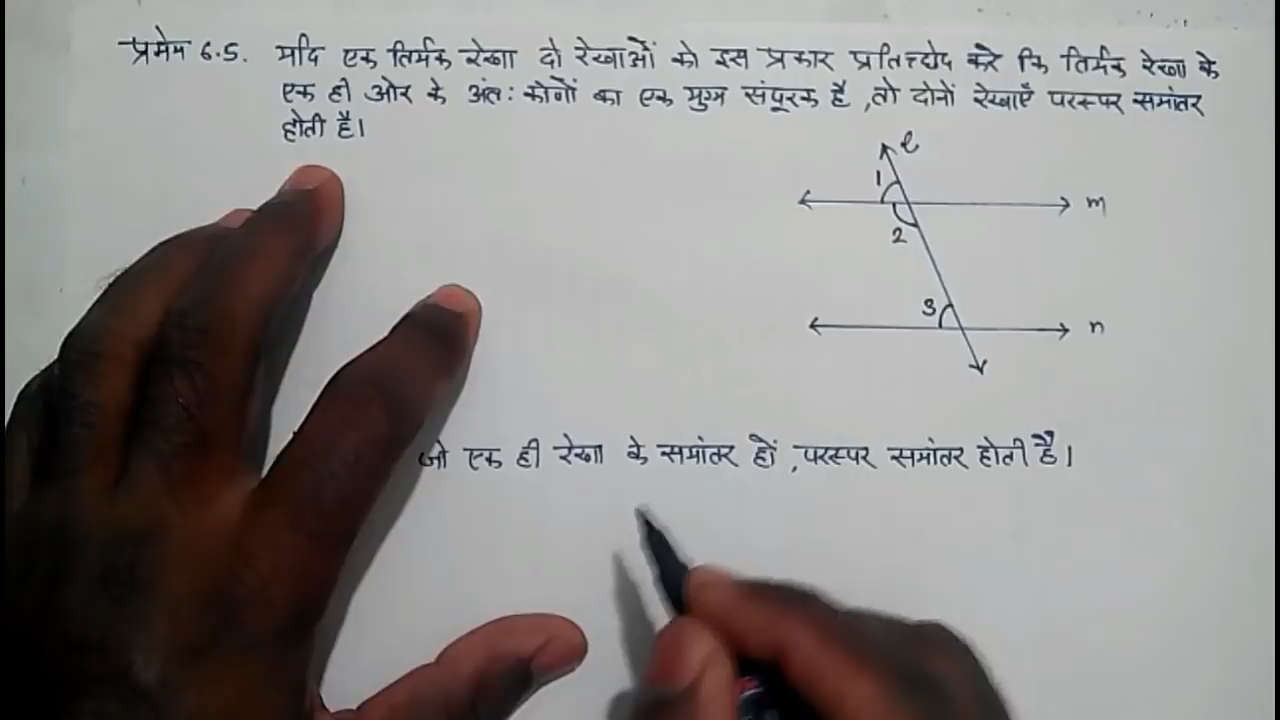 प्रमेय 6.5. यदि एक तिर्यक रेखा दो रेखाओं को इस प्रकार प्रतिच्छेद करे कि तिर्यक रेखा के
एक ही ओर के अंतः कोणों का एक युग्म संपूरक है, तो दोनों रेखाएँ परस्पर समांतर
होती है।
l
1
m
2
3
n
जो एक ही रेखा के समांतर हों, परस्पर समांतर होती है।